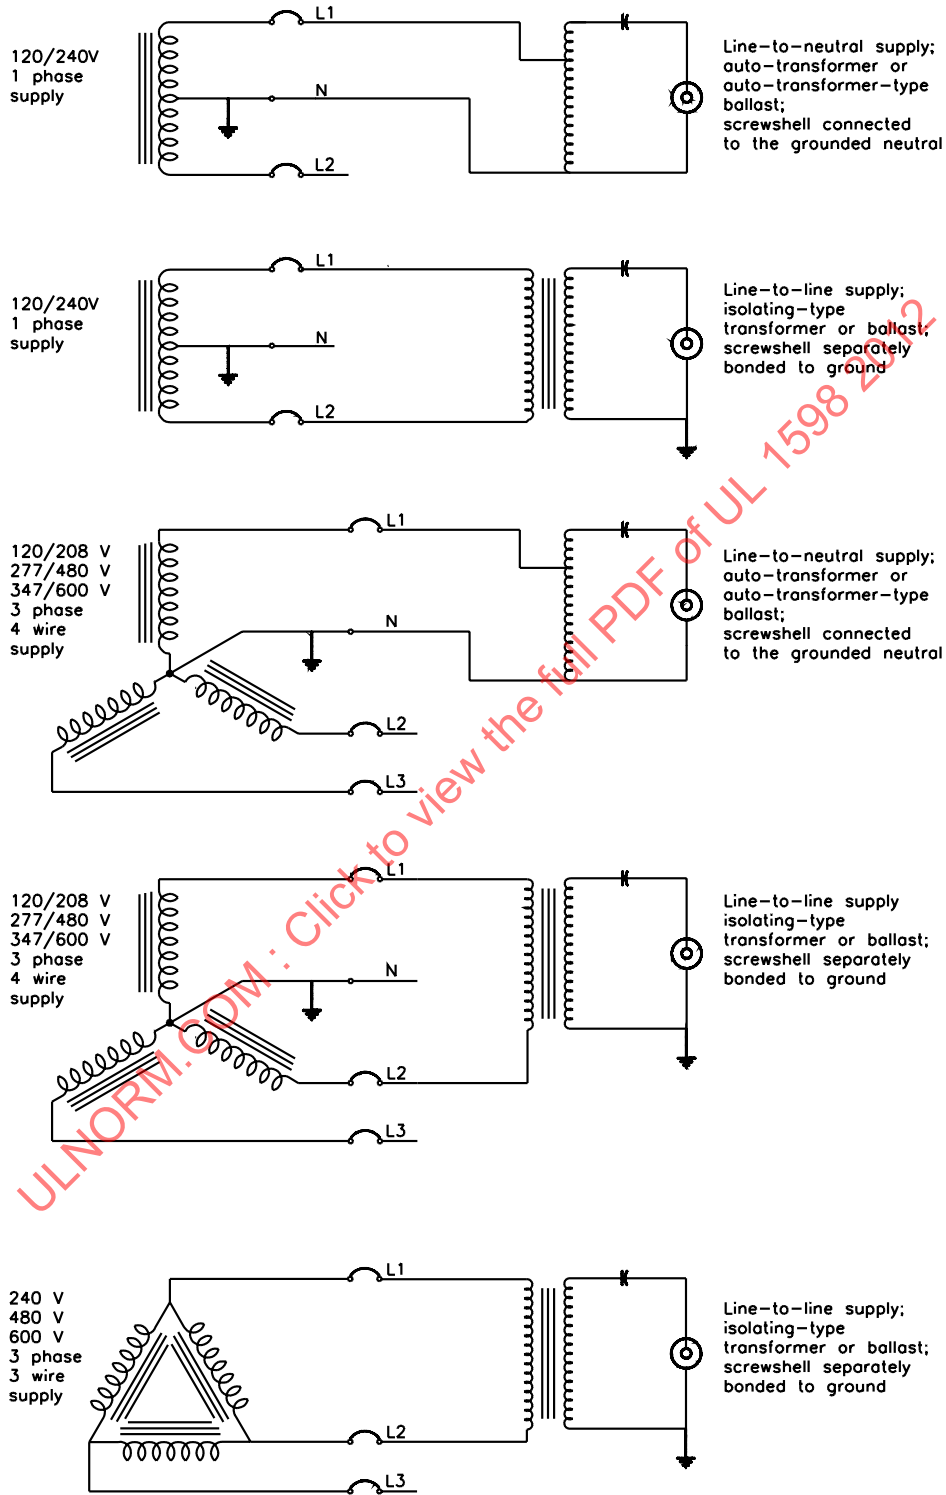 L1
120/240V
1 phase
supply
N
L2
Line-to-neutral supply;
auto-transformer or
auto-transformer-type
ballast;
screwshell connected
to the grounded neutral
L1
120/240V
1 phase
supply
N
L2
Line-to-line supply;
isolating-type
transformer or ballast;
screwshell separately
bonded to ground
L1
120/208 V
277/480 V
347/600 V
3 phase
4 wire
supply
N
L2
L3
Line-to-neutral supply;
auto-transformer or
auto-transformer-type
ballast;
screwshell connected
to the grounded neutral
L1
120/208 V
277/480 V
347/600 V
3 phase
4 wire
supply
N
L2
L3
Line-to-line supply
isolating-type
transformer or ballast;
screwshell separately
bonded to ground
L1
240 V
480 V
600 V
3 phase
3 wire
supply
L2
L3
Line-to-line supply;
isolating-type
transformer or ballast;
screwshell separately
bonded to ground
ULNORM.COM : Click to view the full PDF of UL 1598 2012